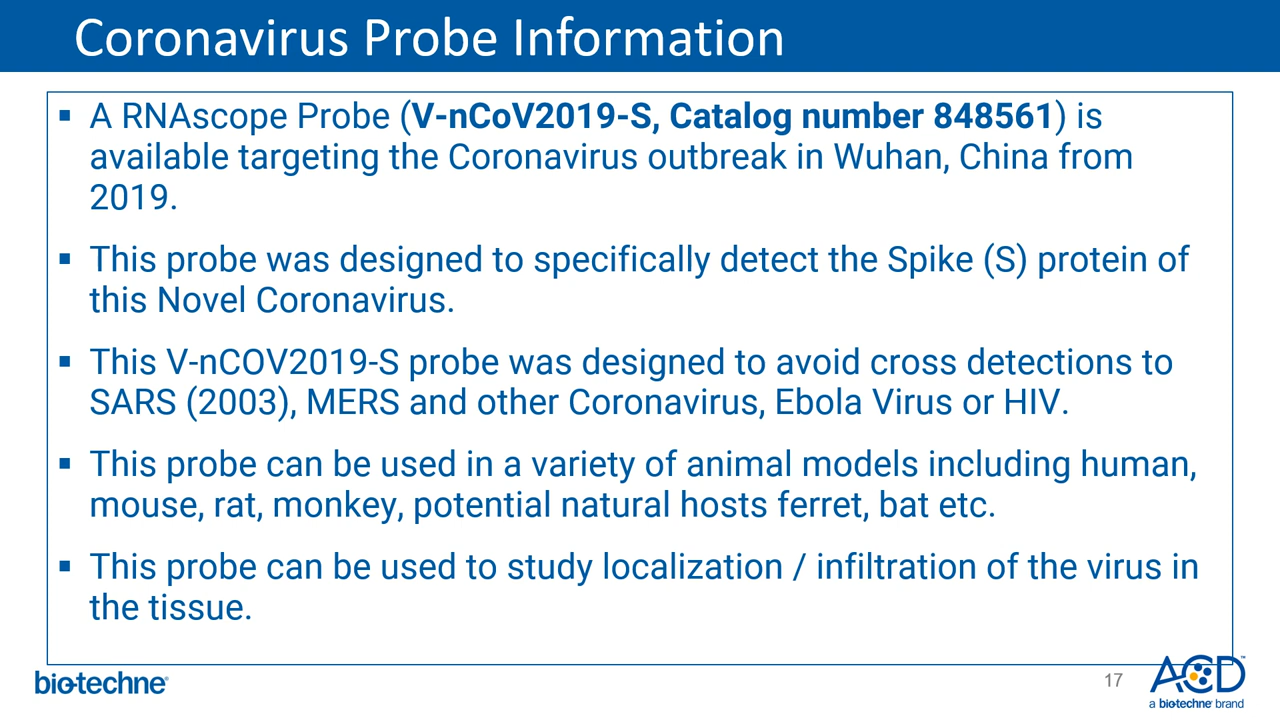 Coronavirus Probe Information
▪ A RNAscope Probe (V-nCoV2019-S, Catalog number 848561) is
available targeting the Coronavirus outbreak in Wuhan, China from
2019.
▪ This probe was designed to specifically detect the Spike (S) protein of
this Novel Coronavirus.
▪ This V-nCOV2019-S probe was designed to avoid cross detections to
SARS (2003), MERS and other Coronavirus, Ebola Virus or HIV.
▪ This probe can be used in a variety of animal models including human,
mouse, rat, monkey, potential natural hosts ferret, bat etc.
▪ This probe can be used to study localization / infiltration of the virus in
the tissue.
bio-techne®
17
ACD™
a bio-techne brand